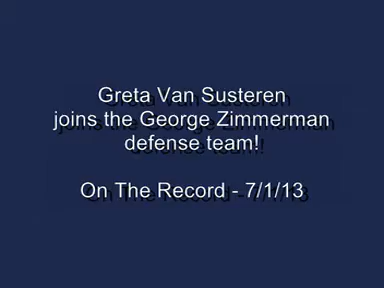 Greta Van Susteren
joins the George Zimmerman
defense team!
On The Record - 7/1/13